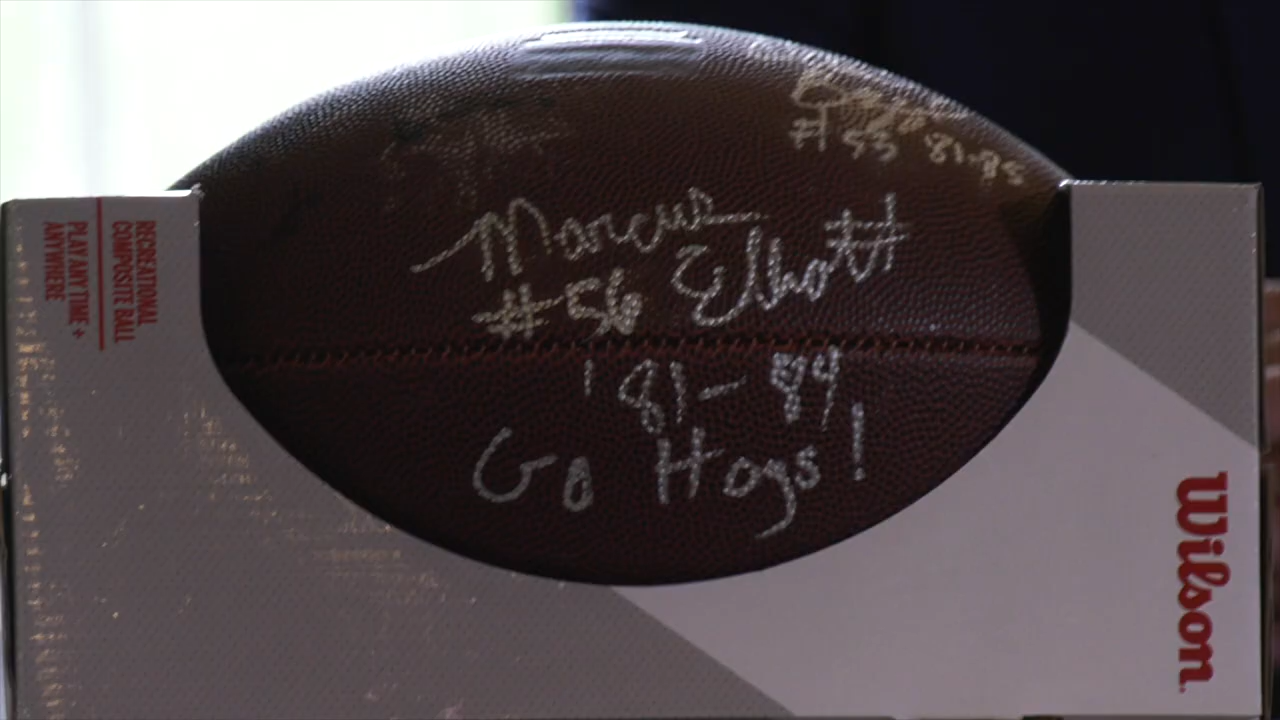 #55 81-85
Marcus Elliott
#56
'81-84
Go Hogs!
RECREATIONAL
COMPOSITE BALL
PLAY ANY TIME +
ANYWHERE
Wilson